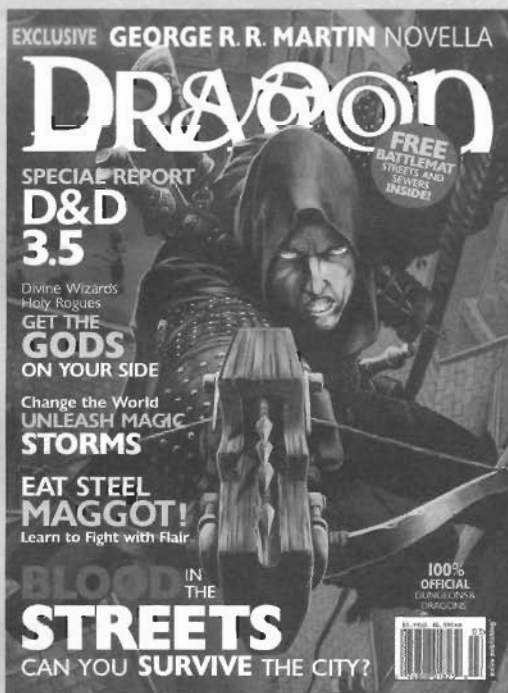 EXCLUSIVE GEORGE R. R. MARTIN NOVELLA
DRAGON
FREE
BATTLEMAT
STREETS AND
SEWERS
INSIDE!
SPECIAL REPORT
D&D
3.5
Divine Wizards
Holy Rogues
GET THE
GODS
ON YOUR SIDE
Change the World
UNLEASH MAGIC
STORMS
EAT STEEL
MAGGOT!
Learn to Fight with Flair
BLOOD IN
THE
STREETS
CAN YOU SURVIVE THE CITY?
100%
OFFICIAL
DUNGEONS &
DRAGONS